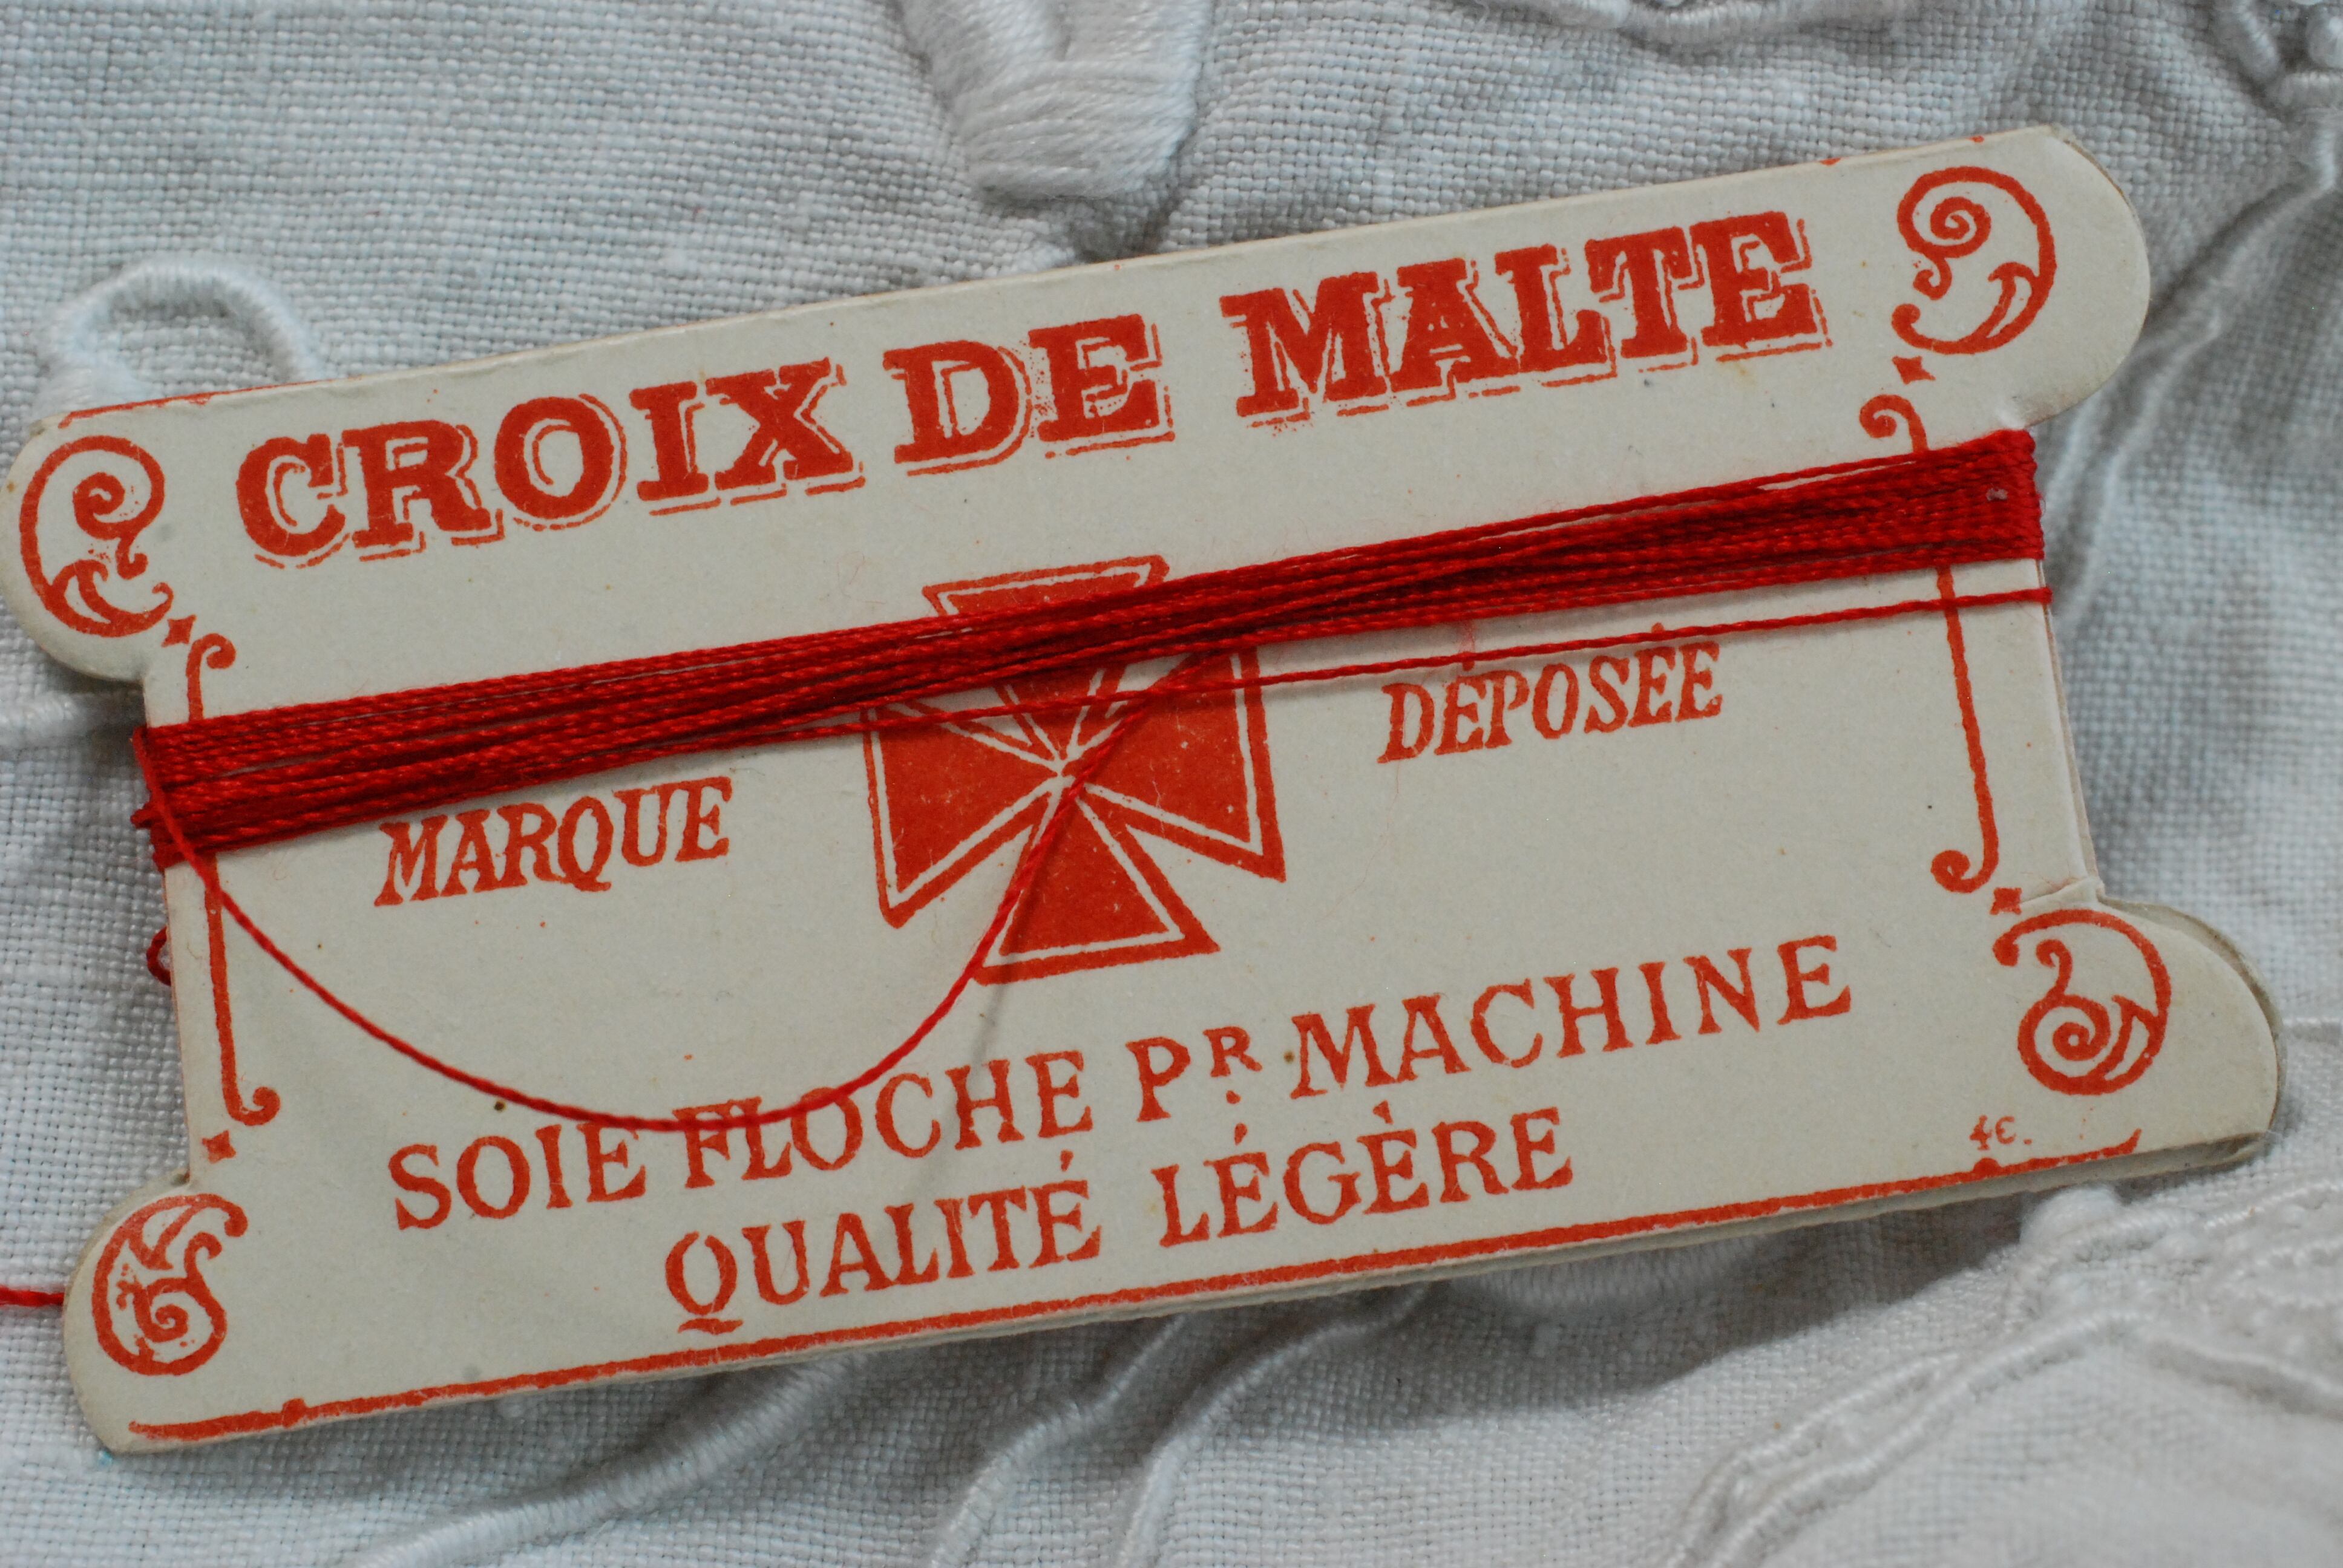 CROIX DE MALTE
MARQUE DÉPOSÉE
SOIE FLOCHE PR MACHINE
QUALITÉ LÉGÈRE
4C.